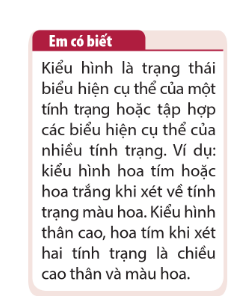 Em có biết
Kiểu hình là trạng thái
biểu hiện cụ thể của một
tính trạng hoặc tập hợp
các biểu hiện cụ thể của
nhiều tính trạng. Ví dụ:
kiểu hình hoa tím hoặc
hoa trắng khi xét về tính
trạng màu hoa. Kiểu hình
thân cao, hoa tím khi xét
hai tính trạng là chiều
cao thân và màu hoa.